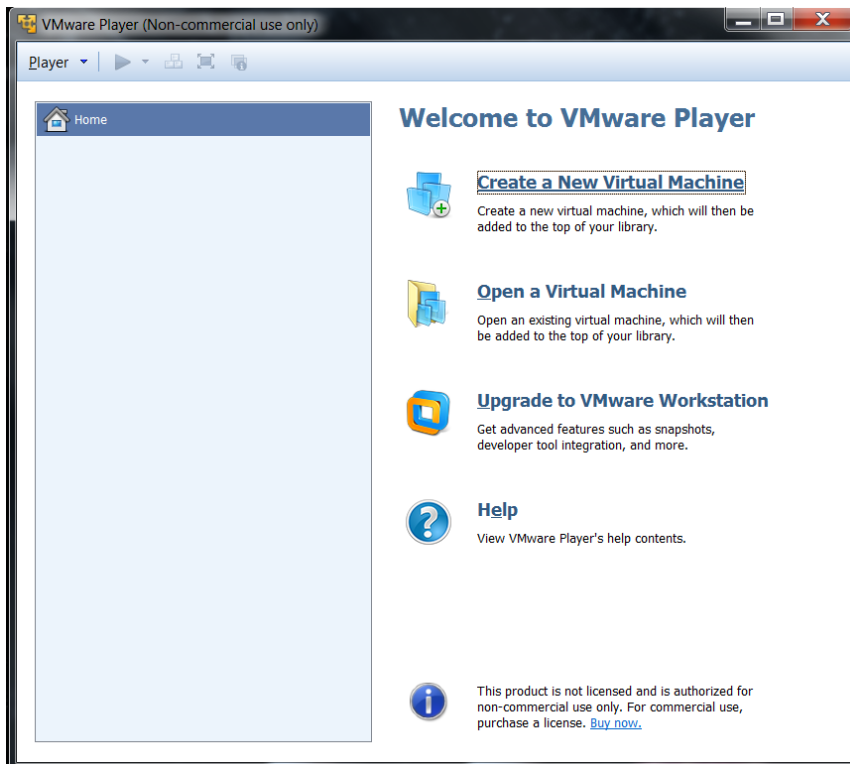 VMware Player (Non-commercial use only)
Player
Home
Welcome to VMware Player
Create a New Virtual Machine
Create a new virtual machine, which will then be
added to the top of your library.
Open a Virtual Machine
Open an existing virtual machine, which will then
be added to the top of your library.
Upgrade to VMware Workstation
Get advanced features such as snapshots,
developer tool integration, and more.
Help
View VMware Player's help contents.
This product is not licensed and is authorized for
non-commercial use only. For commercial use,
purchase a license. Buy now.